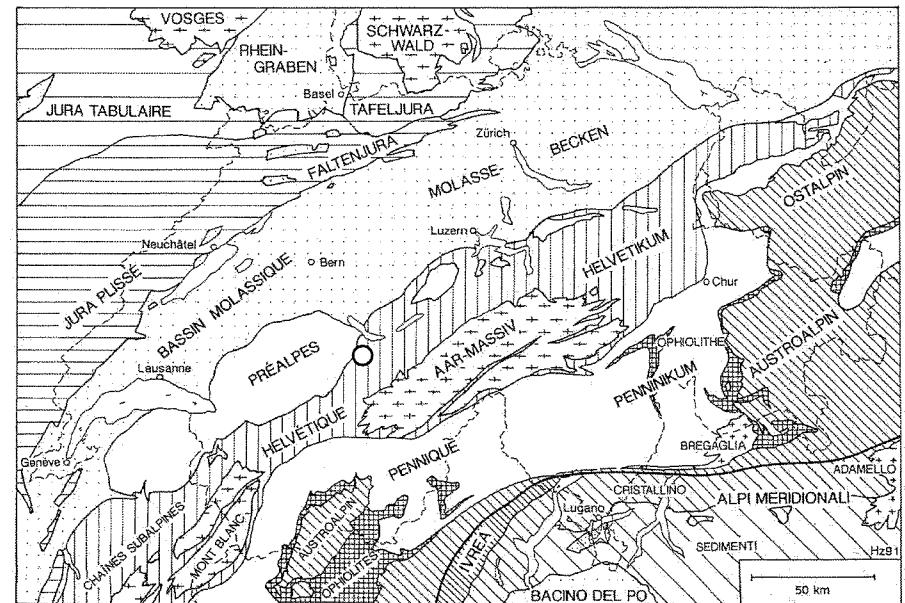 VOSGES
SCHWARZ-
WALD
RHEIN-
GRABEN
Basel
JURA TABULAIRE
TAFELJURA
FALTENJURA
Zürich
BECKEN
MOLASSE-
OSTALPIN
Luzern
HELVETIKUM
Neuchâtel
Bern
JURA PLISSÉ
BASSIN MOLASSIQUE
Chur
AAR-MASSIV
OPHIOLITHE
AUSTROALPIN
PRÉALPES
Lausanne
PENNINIKUM
HELVÉTIQUE
PENNIQUE
BREGAGLIA
Genève
ADAMELLO
CRISTALLINO
ALPI MERIDIONALI
Lugano
CHAÎNES SUBALPINES
MONT BLANC
AUSTROALPIN
OPHIOLITES
IVREA
SEDIMENTI
Hz91
BACINO DEL PO
50 km